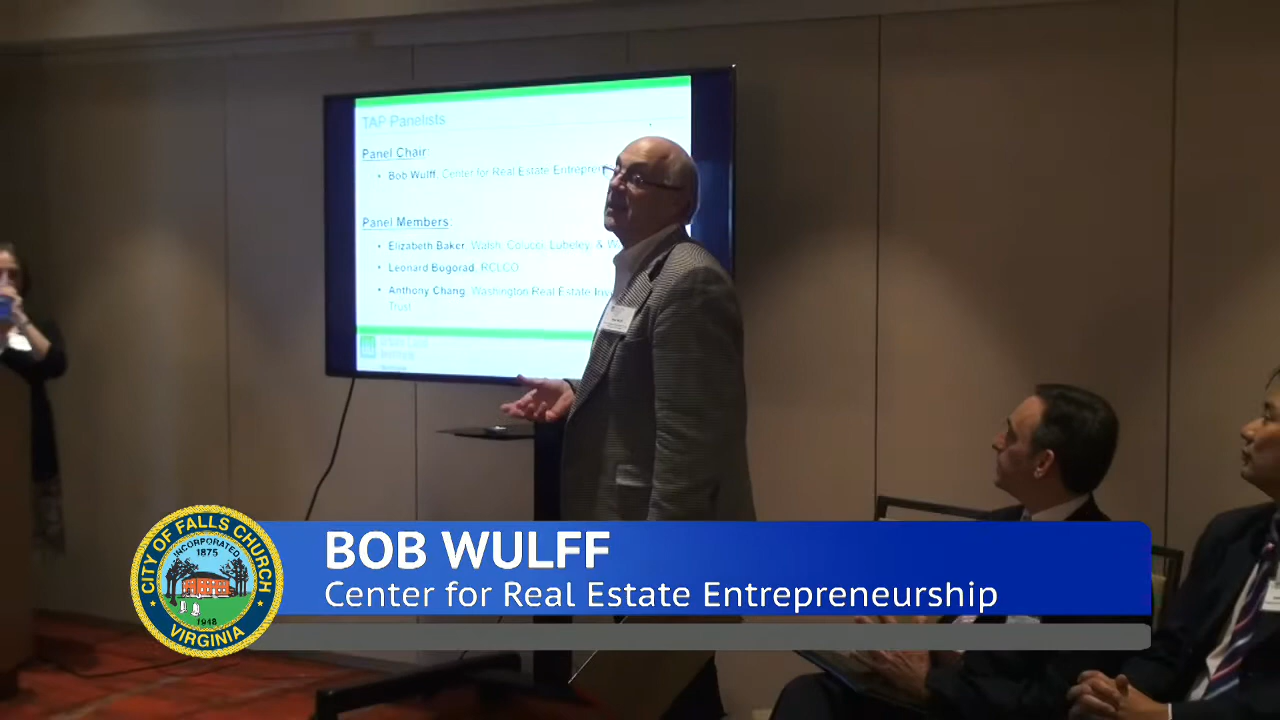 TAP Panelists
Panel Chair:
• Bob Wulff, Center for Real Estate
Panel Members:
• Elizabeth Baker, Walsh, Colucci, Lubeley, & W
• Leonard Bogorad, RCLCO
• Anthony Chang, Washington Real Estate
Trust
CITY OF FALLS CHURCH
INCORPORATED
1875
1948
VIRGINIA
BOB WULFF
Center for Real Estate Entrepreneurship